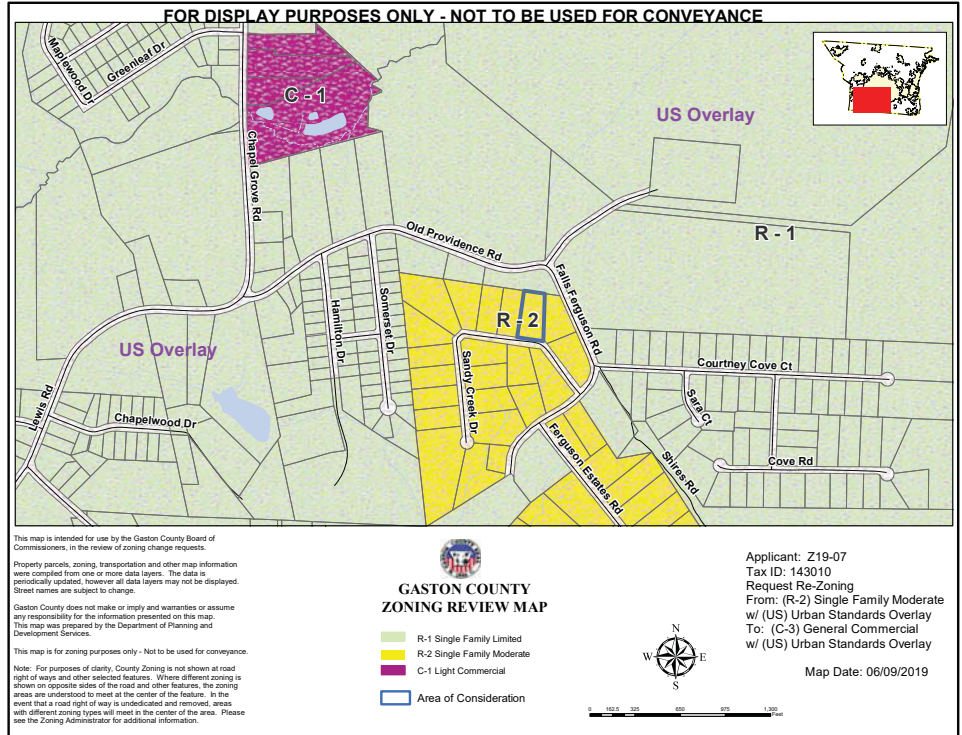 FOR DISPLAY PURPOSES ONLY - NOT TO BE USED FOR CONVEYANCE
Maplewood Dr
Greenleaf Dr
C - 1
US Overlay
Chapel Grove Rd
Old Providence Rd
R - 1
Falls Ferguson Rd
Hamilton Dr
Somerset Dr
R - 2
US Overlay
Sandy Creek Dr
Courtney Cove Ct
Sara Ct
Lewis Rd
Chapelwood Dr
Ferguson Estates Rd
Shires Rd
Cove Rd
This map is intended for use by the Gaston County Board of
Commissioners, in the review of zoning change requests.
Property parcels, zoning, transportation and other map information
were compiled from one or more data layers. The data is
periodically updated, however all data layers may not be displayed.
Street names are subject to change.
Gaston County does not make or imply and warranties or assume
any responsibility for the information presented on this map.
This map was prepared by the Department of Planning and
Development Services.
This map is for zoning purposes only - Not to be used for conveyance.
Note: For purposes of clarity, County Zoning is not shown at road
right of ways and other selected features. Where different zoning is
shown on opposite sides of the road and other features, the zoning
areas are understood to meet at the center of the feature. In the
event that a road right of way is undedicated and removed, areas
with different zoning types will meet in the center of the area. Please
see the Zoning Administrator for additional information.
GASTON COUNTY
ZONING REVIEW MAP
R-1 Single Family Limited
R-2 Single Family Moderate
C-1 Light Commercial
Area of Consideration
N
W
E
S
0 162.5 325 650 975 1,300
Feet
Applicant: Z19-07
Tax ID: 143010
Request Re-Zoning
From: (R-2) Single Family Moderate
w/ (US) Urban Standards Overlay
To: (C-3) General Commercial
w/ (US) Urban Standards Overlay
Map Date: 06/09/2019